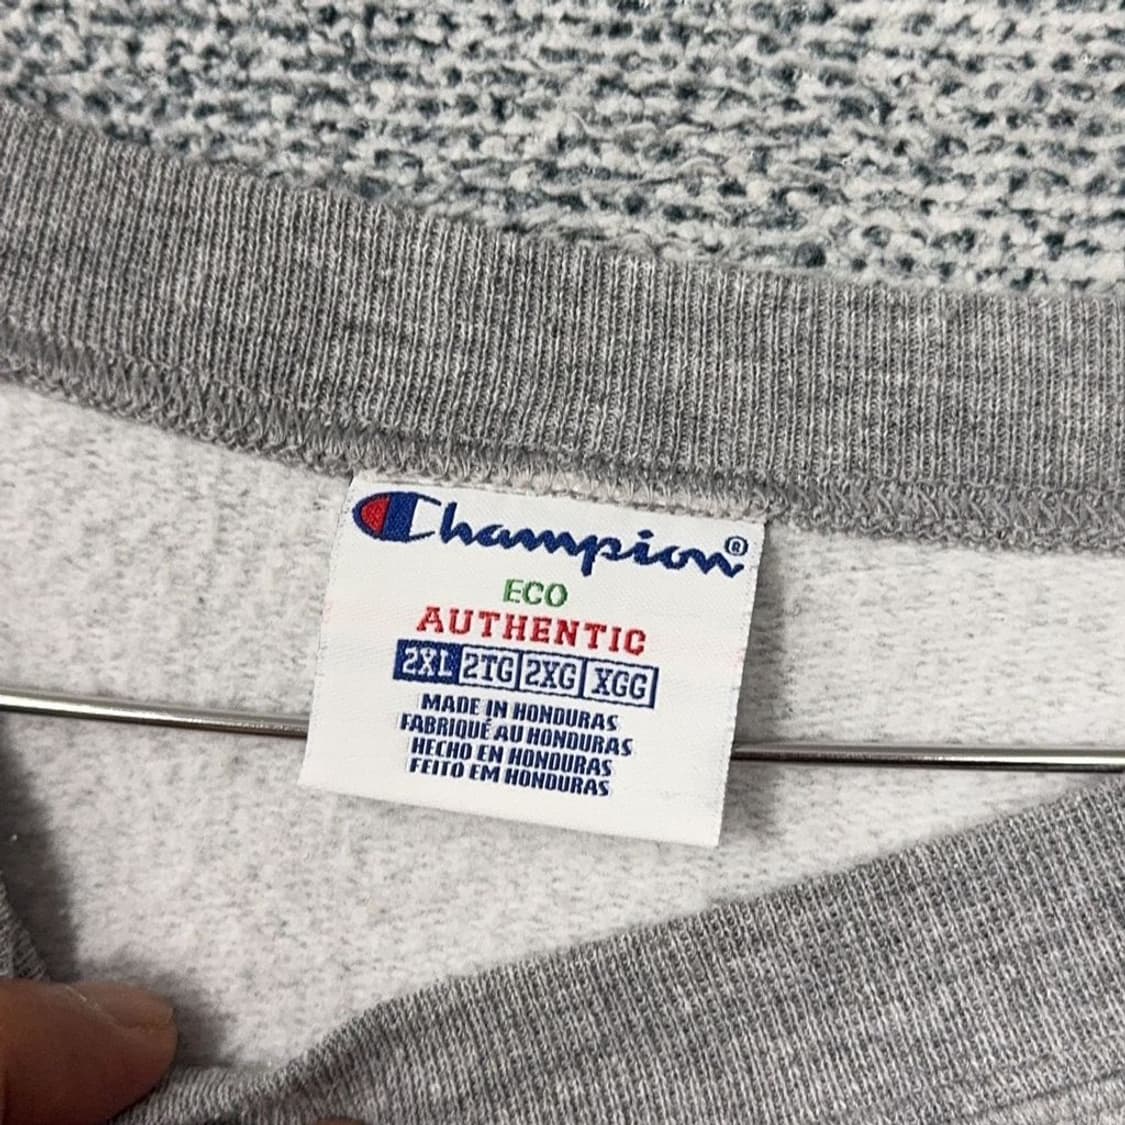 Champion®
ECO
AUTHENTIC
2XL 2TG 2XG XGG
MADE IN HONDURAS
FABRIQUÉ AU HONDURAS
HECHO EN HONDURAS
FEITO EM HONDURAS